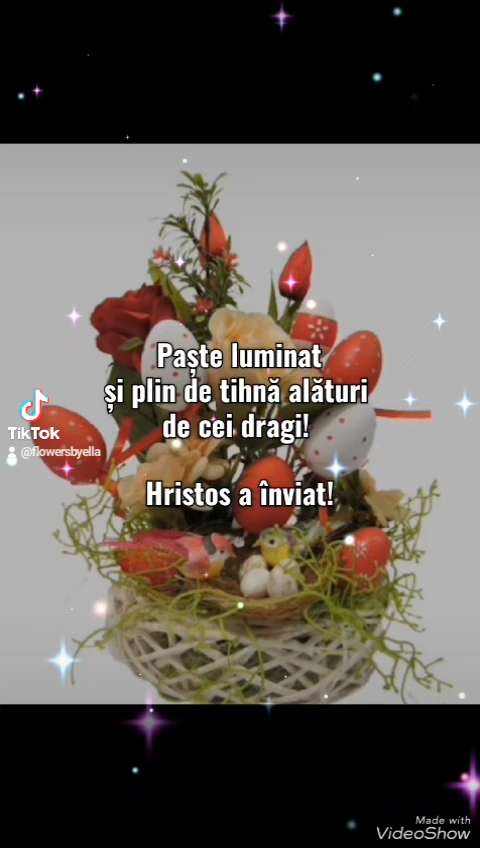 Paște luminat
și plin de tihnă alături
de cei dragi!
Hristos a înviat!
TikTok
@flowersbyella
Made with
VideoShow